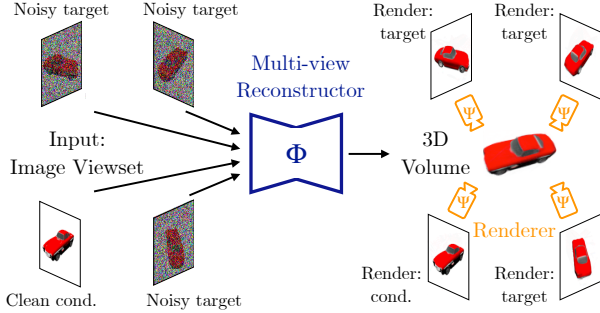 Noisy target
Noisy target
Render:
target
Render:
target
Multi-view
Reconstructor
Input:
Image Viewset
Φ
3D
Volume
Ψ
Ψ
Ψ
Ψ
Renderer
Clean cond.
Noisy target
Render:
cond.
Render:
target